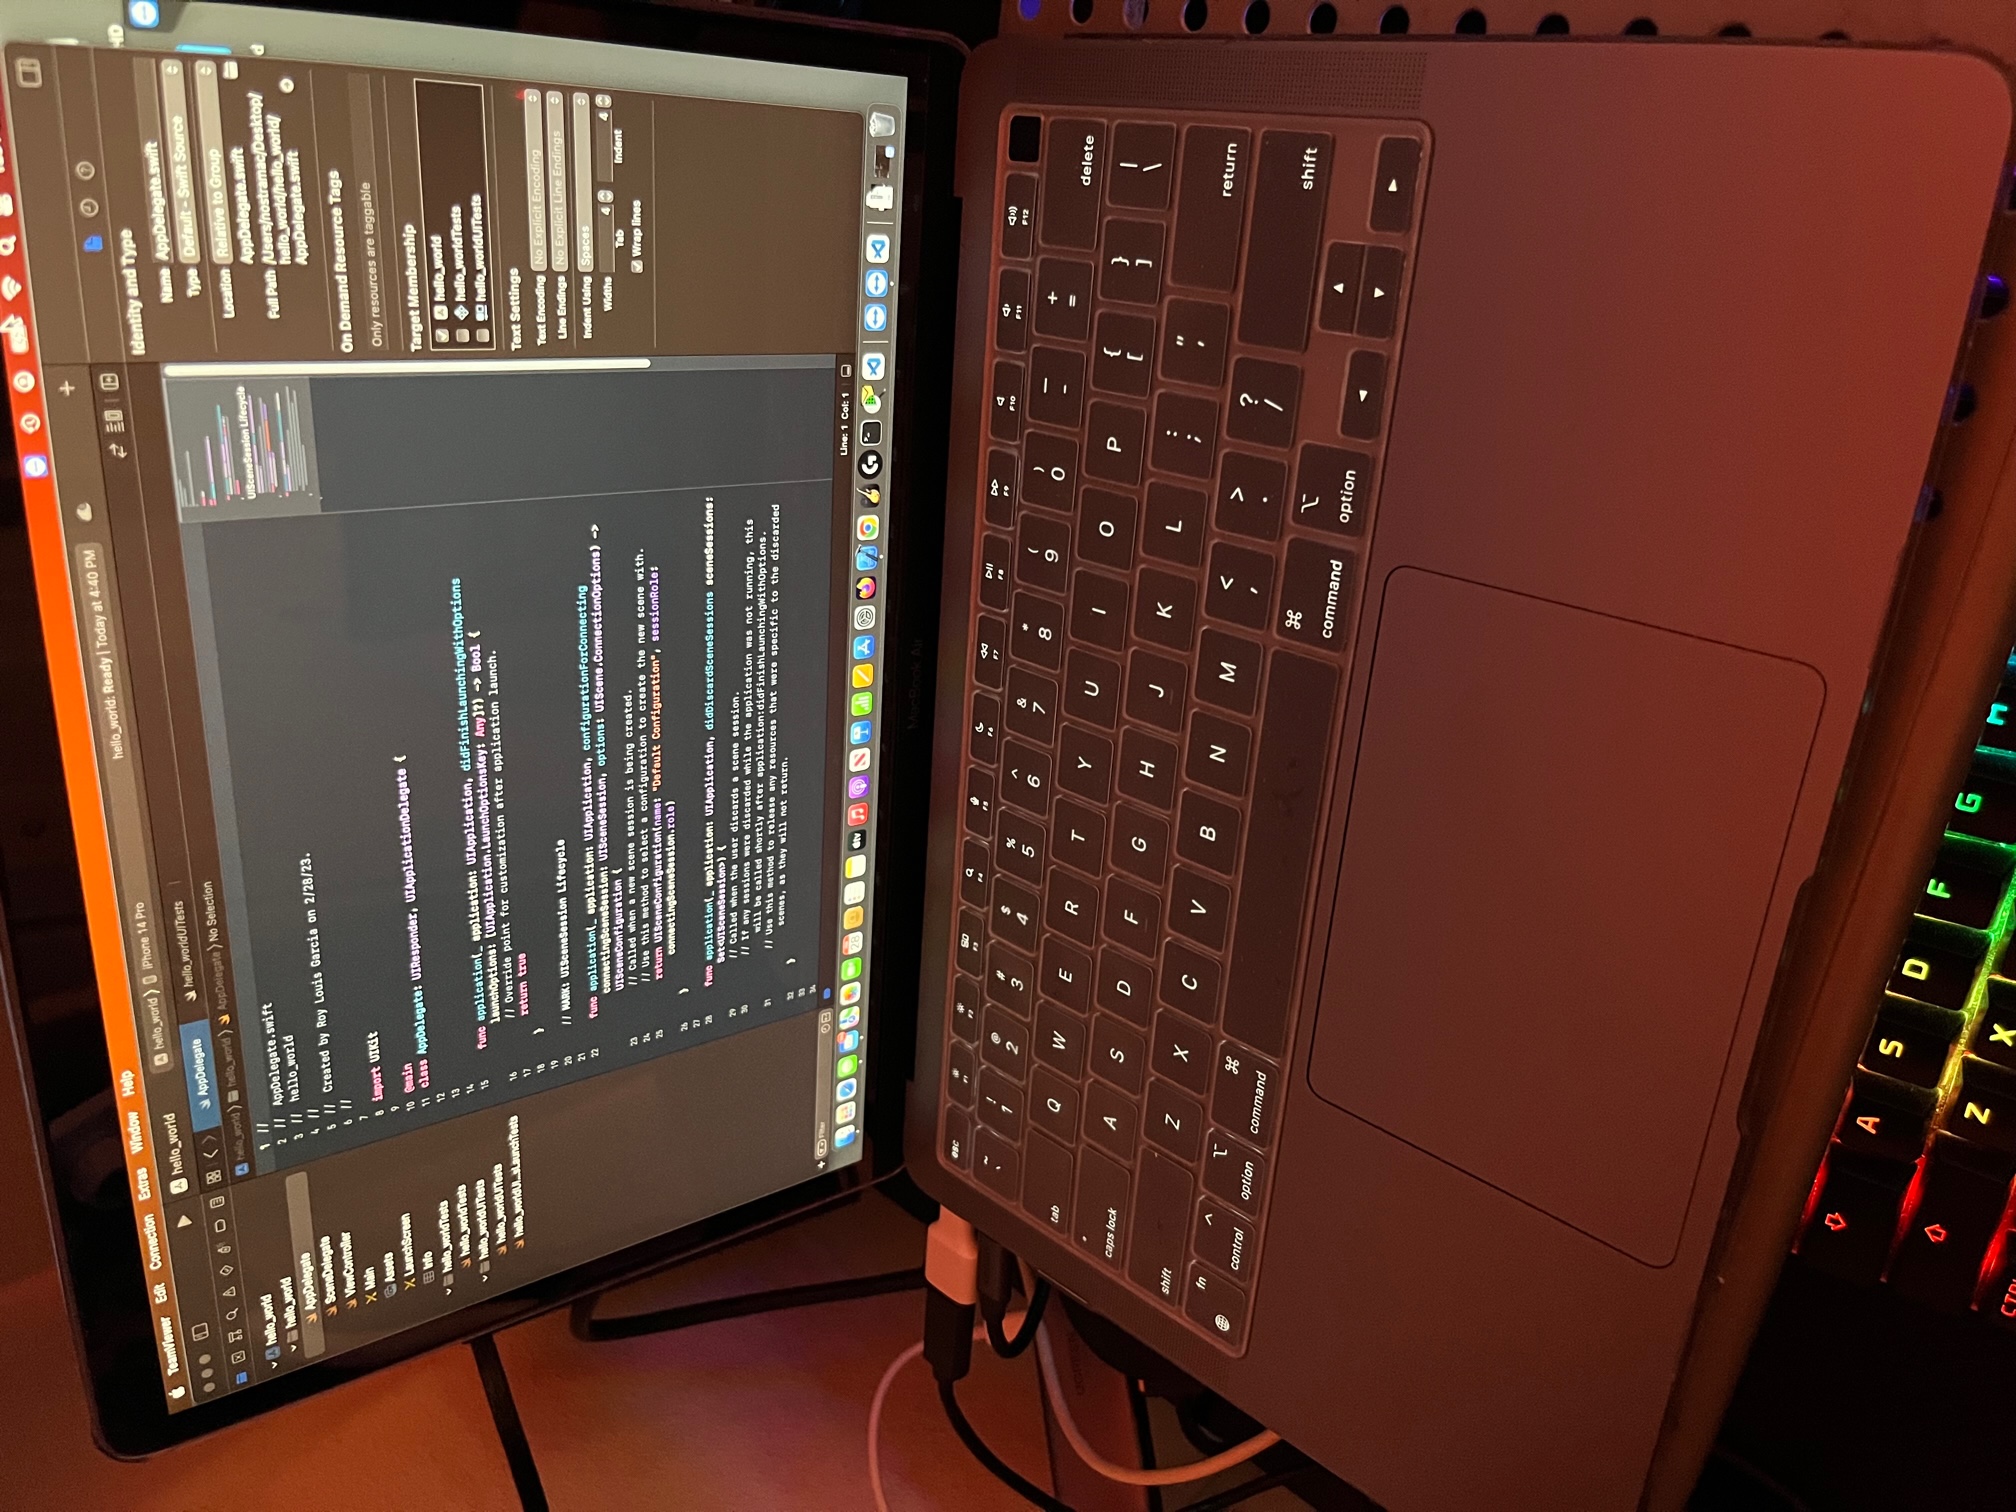 TeamViewer Edit Connection Extras Window Help
hello_world
hello_world iPhone 14 Pro
hello_world: Ready | Today at 4:40 PM
AppDelegate
hello_worldUITests
hello_world hello_world AppDelegate No Selection
hello_world
hello_world
AppDelegate
SceneDelegate
ViewController
Main
Assets
LaunchScreen
Info
hello_worldTests
hello_worldTests
hello_worldUITests
hello_worldUITests
hello_worldUI...sLaunchTests
Filter
1 //
2 // AppDelegate.swift
3 // hello_world
4 //
5 // Created by Roy Louis Garcia on 2/28/23.
6 //
7
8 import UIKit
9
10 @main
11 class AppDelegate: UIResponder, UIApplicationDelegate {
12
13
14
15 func application(_ application: UIApplication, didFinishLaunchingWithOptions
launchOptions: [UIApplication.LaunchOptionsKey: Any]?) -> Bool {
16 // Override point for customization after application launch.
17 return true
18 }
19
20 // MARK: UISceneSession Lifecycle
21
22 func application(_ application: UIApplication, configurationForConnecting
connectingSceneSession: UISceneSession, options: UIScene.ConnectionOptions) ->
UISceneConfiguration {
23 // Called when a new scene session is being created.
24 // Use this method to select a configuration to create the new scene with.
25 return UISceneConfiguration(name: "Default Configuration", sessionRole:
connectingSceneSession.role)
26 }
27
28 func application(_ application: UIApplication, didDiscardSceneSessions sceneSessions:
Set<UISceneSession>) {
29 // Called when the user discards a scene session.
30 // If any sessions were discarded while the application was not running, this
will be called shortly after application:didFinishLaunchingWithOptions.
31 // Use this method to release any resources that were specific to the discarded
scenes, as they will not return.
32 }
33
34
UISceneSession Lifecycle
Line: 1 Col: 1
Identity and Type
Name AppDelegate.swift
Type Default - Swift Source
Location Relative to Group
AppDelegate.swift
Full Path /Users/nostramac/Desktop/
hello_world/hello_world/
AppDelegate.swift
On Demand Resource Tags
Only resources are taggable
Target Membership
hello_world
hello_worldTests
hello_worldUITests
Text Settings
Text Encoding No Explicit Encoding
Line Endings No Explicit Line Endings
Indent Using Spaces
Widths 4 4
Tab Indent
Wrap lines
HD
d
tv
28
MacBook Air
esc F1 F2 F3 F4 F5 F6 F7 F8 F9 F10 F11 F12
~ ! @ # $ % ^ & * ( ) — +
` 1 2 3 4 5 6 7 8 9 0 - = delete
tab Q W E R T Y U I O P { [ } ] | \
caps lock A S D F G H J K L : ; " ' return
shift Z X C V B N M < , > . ? / shift
fn control option command command option
A S D F G H
CTRL Z X